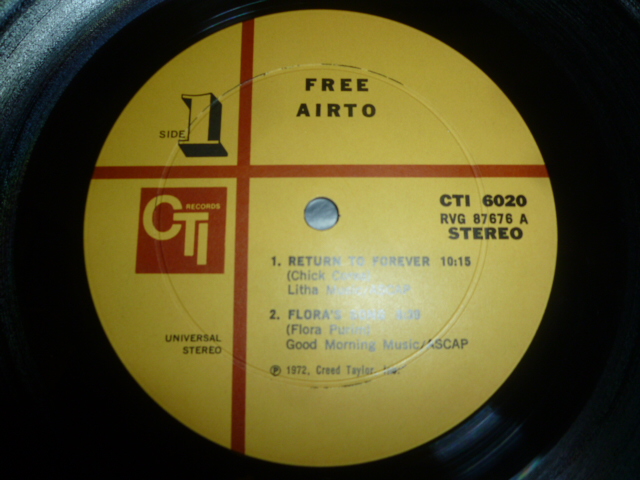 FREE
AIRTO
SIDE 1
CTI RECORDS
CTI 6020
RVG 87676 A
STEREO
1. RETURN TO FOREVER 10:15
(Chick
Litha
2. FLORA'S
(Flora Purim)
Good Morning Music/ASCAP
UNIVERSAL
STEREO
℗ 1972, Creed Taylor, Inc.